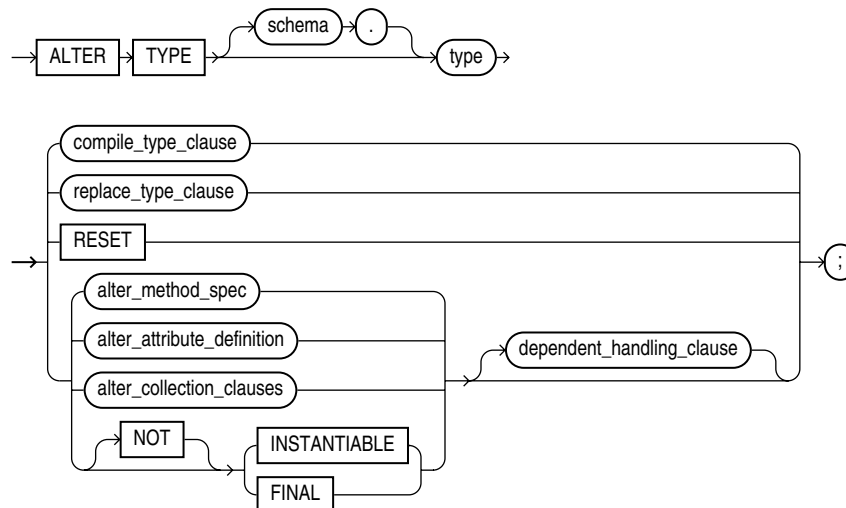 ALTER TYPE schema . type
compile_type_clause
replace_type_clause
RESET
;
alter_method_spec
alter_attribute_definition
dependent_handling_clause
alter_collection_clauses
NOT
INSTANTIABLE
FINAL